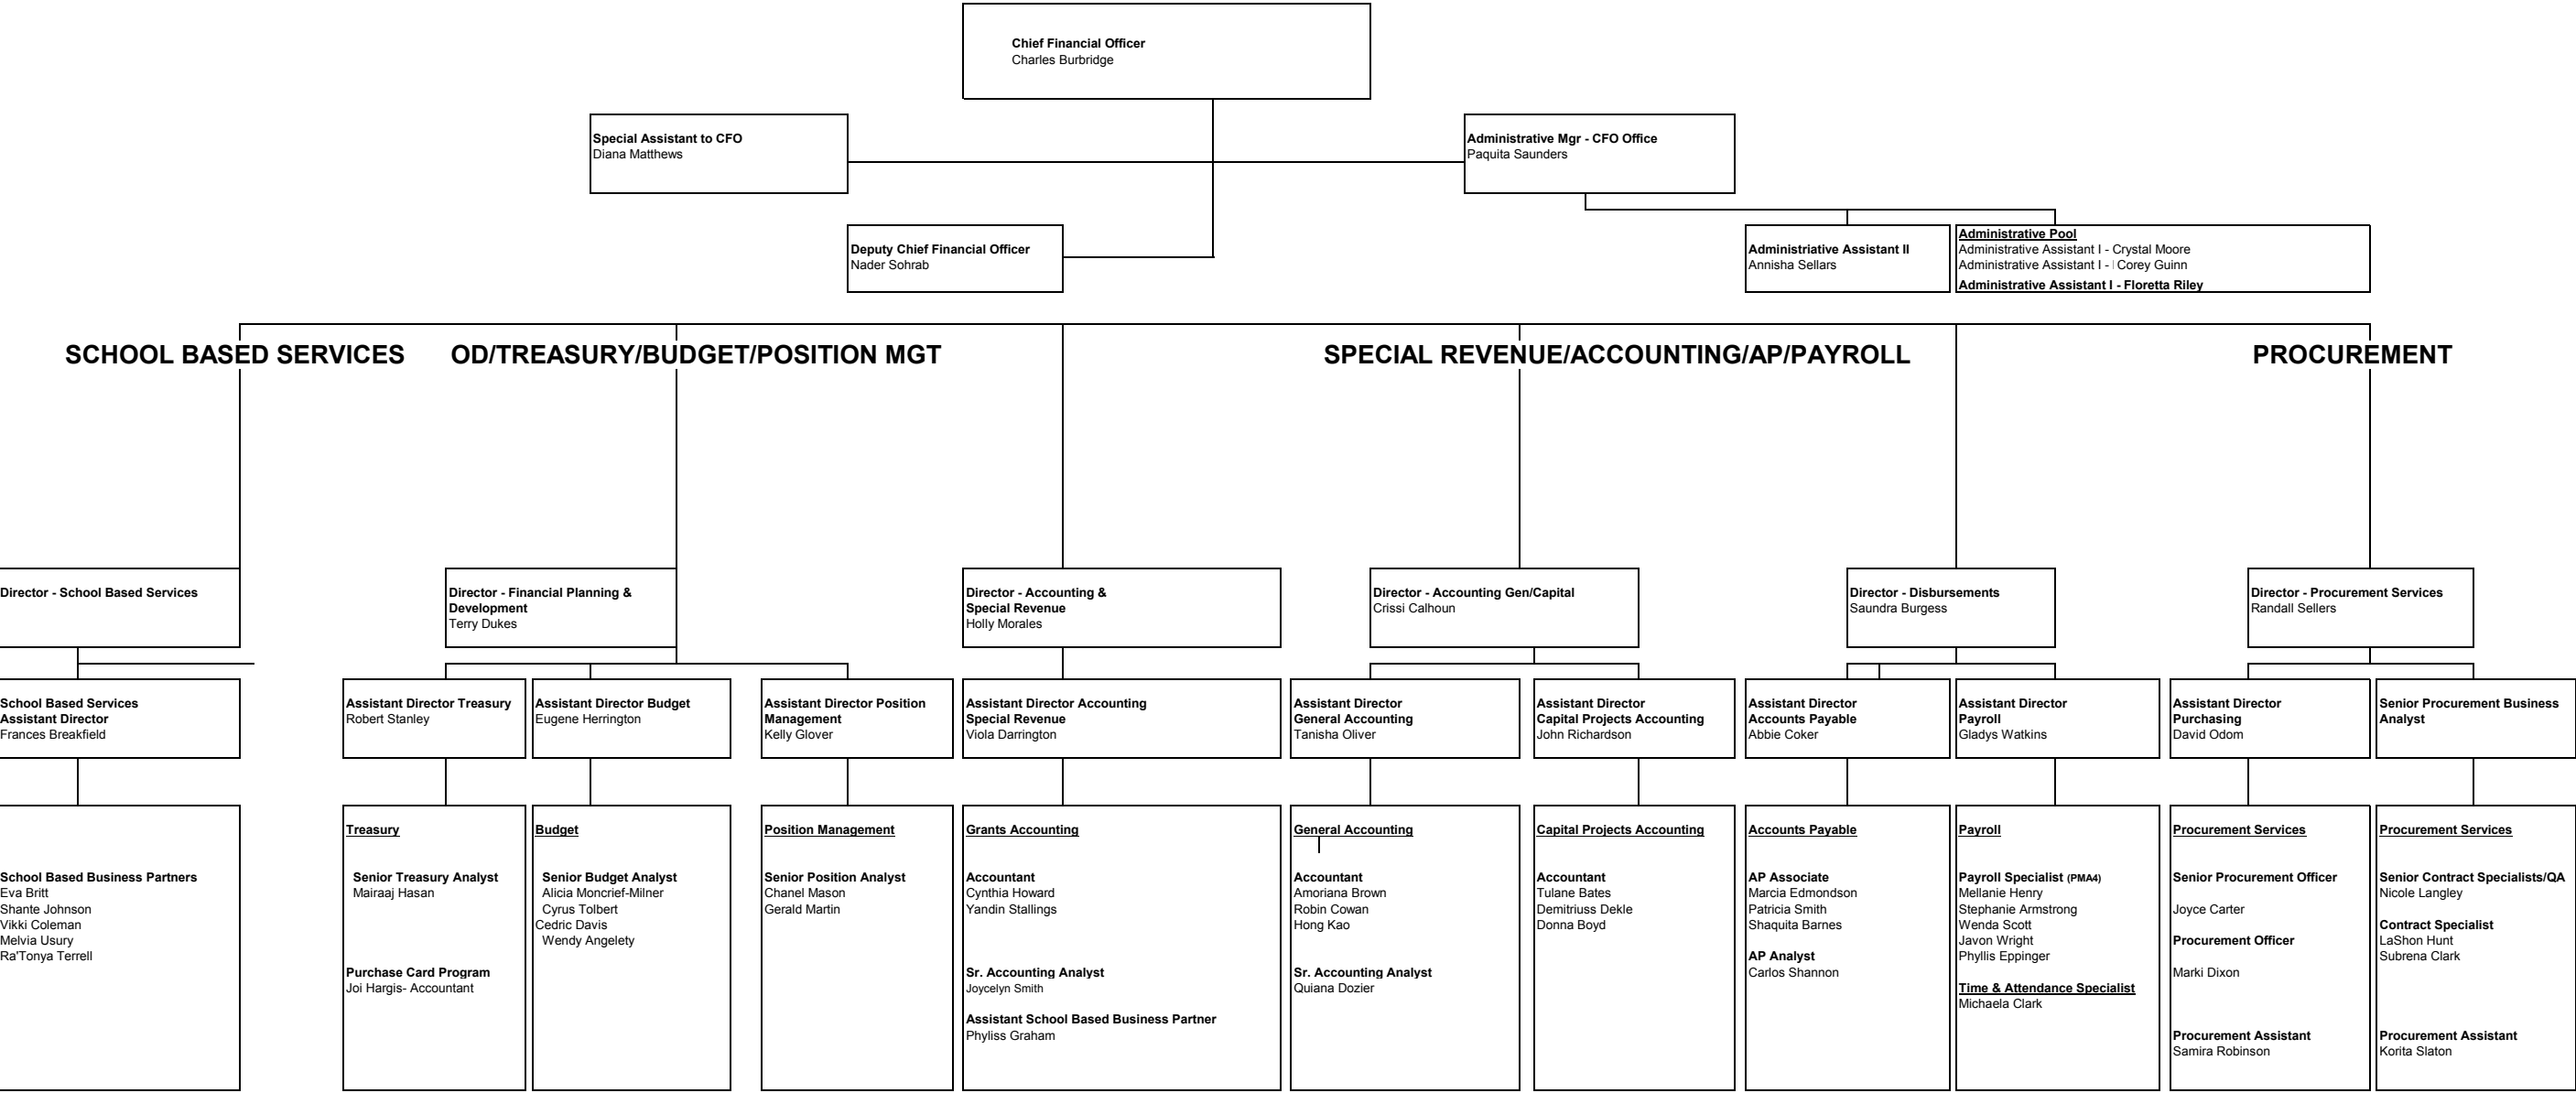 Chief Financial Officer
Charles Burbridge
Special Assistant to CFO
Diana Matthews
Administrative Mgr - CFO Office
Paquita Saunders
Deputy Chief Financial Officer
Nader Sohrab
Administriative Assistant II
Annisha Sellars
Administrative Pool
Administrative Assistant I - Crystal Moore
Administrative Assistant I - Corey Guinn
Administrative Assistant I - Floretta Riley
SCHOOL BASED SERVICES
OD/TREASURY/BUDGET/POSITION MGT
SPECIAL REVENUE/ACCOUNTING/AP/PAYROLL
PROCUREMENT
Director - School Based Services
Director - Financial Planning &
Development
Terry Dukes
Director - Accounting &
Special Revenue
Holly Morales
Director - Accounting Gen/Capital
Crissi Calhoun
Director - Disbursements
Saundra Burgess
Director - Procurement Services
Randall Sellers
School Based Services
Assistant Director
Frances Breakfield
Assistant Director Treasury
Robert Stanley
Assistant Director Budget
Eugene Herrington
Assistant Director Position
Management
Kelly Glover
Assistant Director Accounting
Special Revenue
Viola Darrington
Assistant Director
General Accounting
Tanisha Oliver
Assistant Director
Capital Projects Accounting
John Richardson
Assistant Director
Accounts Payable
Abbie Coker
Assistant Director
Payroll
Gladys Watkins
Assistant Director
Purchasing
David Odom
Senior Procurement Business
Analyst
School Based Business Partners
Eva Britt
Shante Johnson
Vikki Coleman
Melvia Usury
Ra'Tonya Terrell
Treasury
Senior Treasury Analyst
Mairaaj Hasan
Purchase Card Program
Joi Hargis- Accountant
Budget
Senior Budget Analyst
Alicia Moncrief-Milner
Cyrus Tolbert
Cedric Davis
Wendy Angelety
Position Management
Senior Position Analyst
Chanel Mason
Gerald Martin
Grants Accounting
Accountant
Cynthia Howard
Yandin Stallings
Sr. Accounting Analyst
Joycelyn Smith
Assistant School Based Business Partner
Phyliss Graham
General Accounting
Accountant
Amoriana Brown
Robin Cowan
Hong Kao
Sr. Accounting Analyst
Quiana Dozier
Capital Projects Accounting
Accountant
Tulane Bates
Demitriuss Dekle
Donna Boyd
Accounts Payable
AP Associate
Marcia Edmondson
Patricia Smith
Shaquita Barnes
AP Analyst
Carlos Shannon
Payroll
Payroll Specialist (PMA4)
Mellanie Henry
Stephanie Armstrong
Wenda Scott
Javon Wright
Phyllis Eppinger
Time & Attendance Specialist
Michaela Clark
Procurement Services
Senior Procurement Officer
Joyce Carter
Procurement Officer
Marki Dixon
Procurement Assistant
Samira Robinson
Procurement Services
Senior Contract Specialists/QA
Nicole Langley
Contract Specialist
LaShon Hunt
Subrena Clark
Procurement Assistant
Korita Slaton